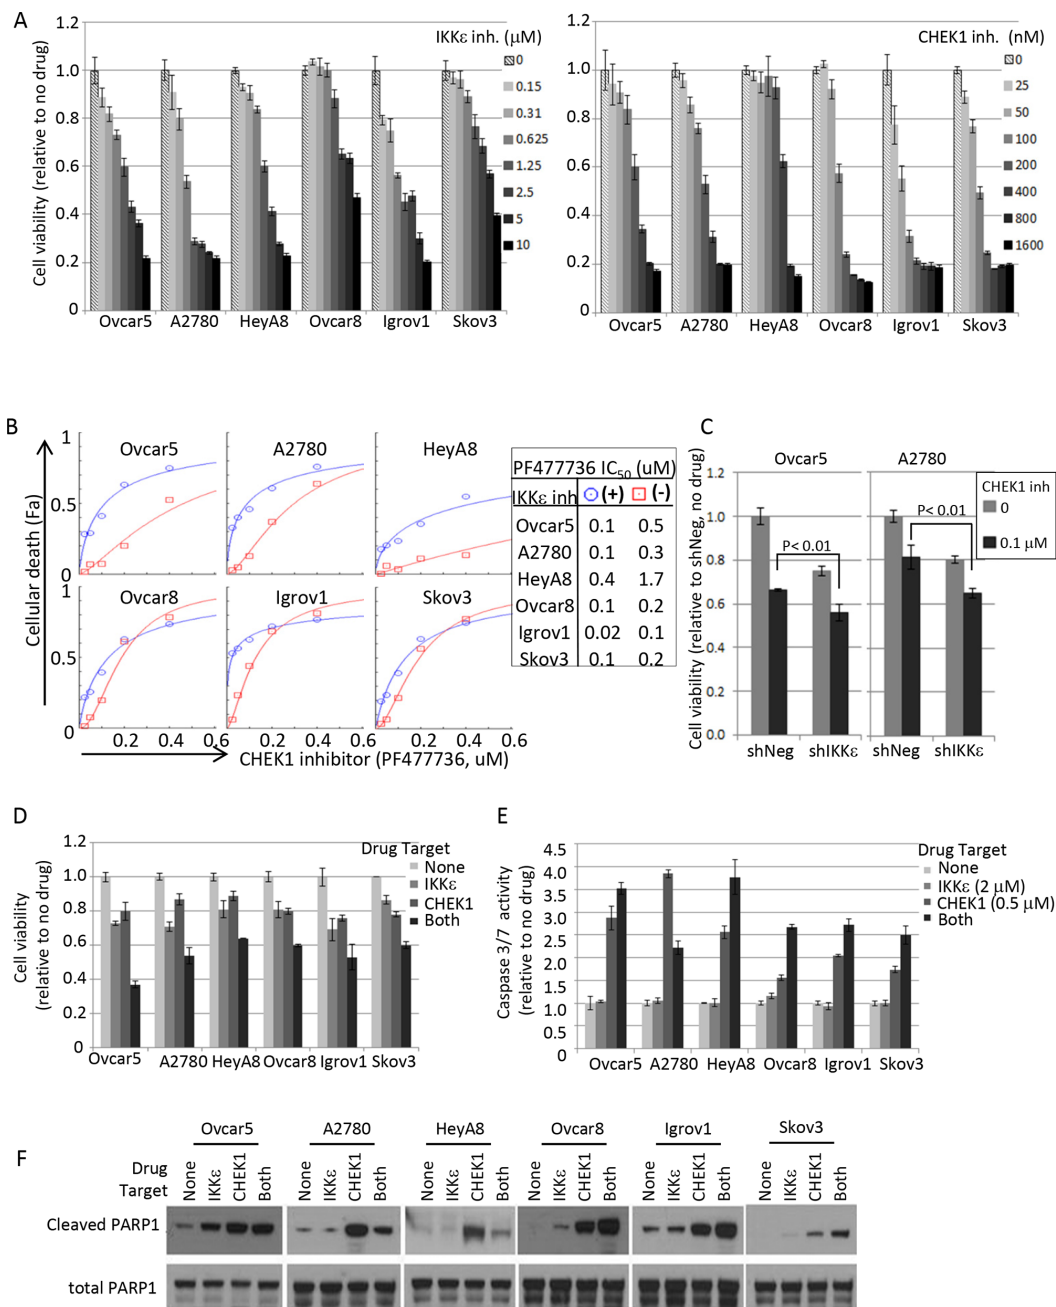 A
Cell viability (relative to no drug)
1.2
1.0
0.8
0.6
0.4
0.2
0
IKKε inh. (µM)
0
0.15
0.31
0.625
1.25
2.5
5
10
Ovcar5 A2780 HeyA8 Ovcar8 Igrov1 Skov3
1.2
1.0
0.8
0.6
0.4
0.2
0
CHEK1 inh. (nM)
0
25
50
100
200
400
800
1600
Ovcar5 A2780 HeyA8 Ovcar8 Igrov1 Skov3
B
Cellular death (Fa)
1
0.5
0
Ovcar5 A2780 HeyA8
0.5
0
Ovcar8 Igrov1 Skov3
0.2 0.4 0.6 0.2 0.4 0.6 0.2 0.4 0.6
CHEK1 inhibitor (PF477736, uM)
PF477736 IC50 (uM)
IKKε inh (+) (-)
Ovcar5 0.1 0.5
A2780 0.1 0.3
HeyA8 0.4 1.7
Ovcar8 0.1 0.2
Igrov1 0.02 0.1
Skov3 0.1 0.2
C
Cell viability (relative to shNeg, no drug)
Ovcar5 A2780
1.2
1.0
0.8
0.6
0.4
0.2
0.0
P< 0.01
P< 0.01
CHEK1 inh
0
0.1 µM
shNeg shIKKε shNeg shIKKε
D
Cell viability
(relative to no drug)
1.2
1.0
0.8
0.6
0.4
0.2
0
Drug Target
None
IKKε
CHEK1
Both
Ovcar5 A2780 HeyA8 Ovcar8 Igrov1 Skov3
E
Caspase 3/7 activity
(relative to no drug)
4.5
3.5
3.0
2.5
2.0
1.5
1.0
0.5
0
Drug Target
None
IKKε (2 µM)
CHEK1 (0.5 µM)
Both
Ovcar5 A2780 HeyA8 Ovcar8 Igrov1 Skov3
F
Ovcar5 A2780 HeyA8 Ovcar8 Igrov1 Skov3
Drug
Target
None IKKε CHEK1 Both None IKKε CHEK1 Both None IKKε CHEK1 Both None IKKε CHEK1 Both None IKKε CHEK1 Both None IKKε CHEK1 Both
Cleaved PARP1
total PARP1